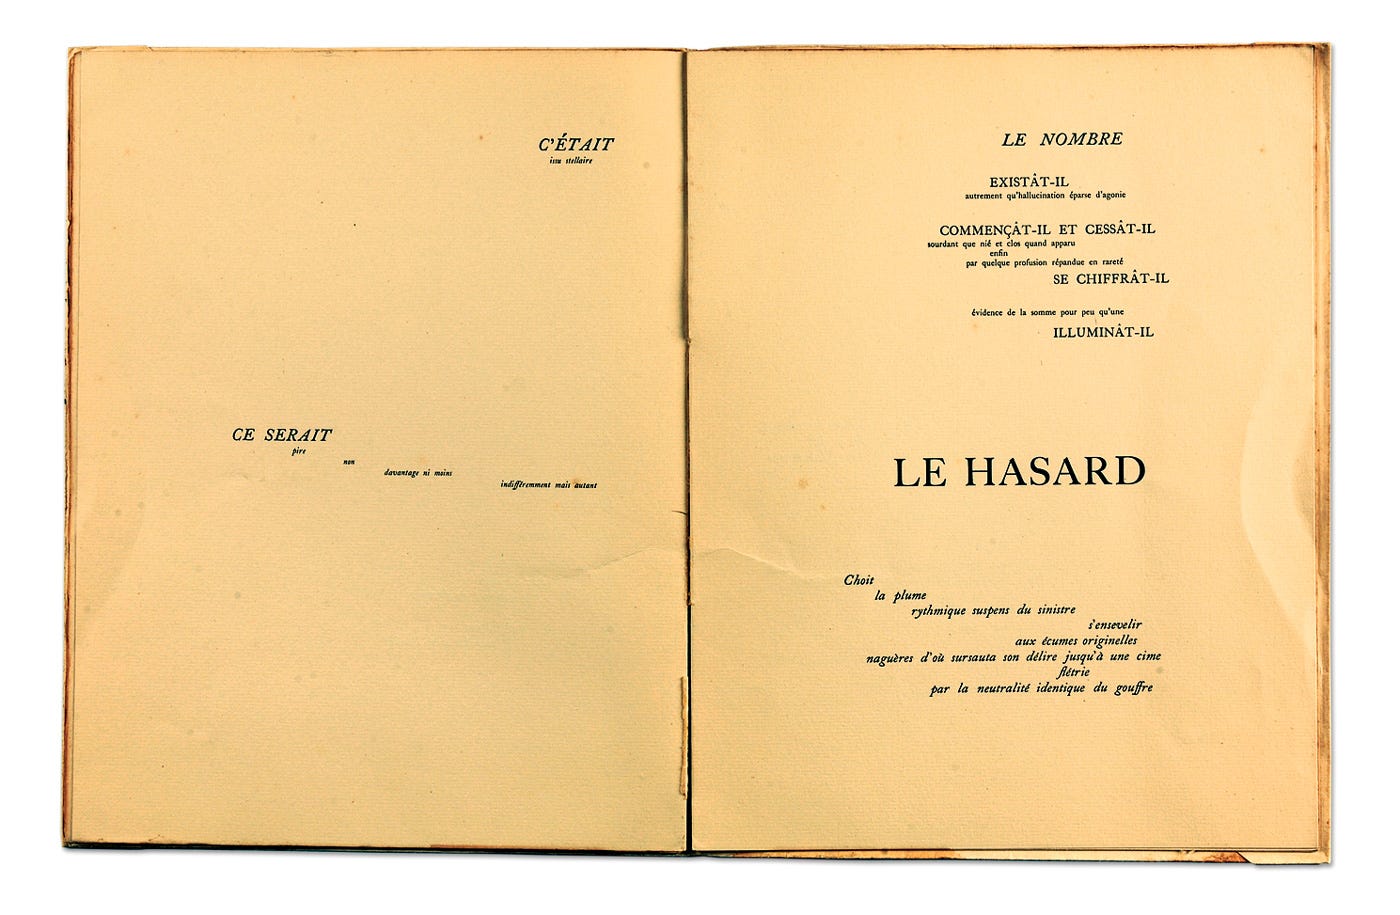 C'ÉTAIT
issu stellaire
CE SERAIT
pire
non
davantage ni moins
indifféremment mais autant
LE NOMBRE
EXISTÂT-IL
autrement qu'hallucination éparse d'agonie
COMMENÇÂT-IL ET CESSÂT-IL
sourdant que nié et clos quand apparu
enfin
par quelque profusion répandue en rareté
SE CHIFFRÂT-IL
évidence de la somme pour peu qu'une
ILLUMINÂT-IL
LE HASARD
Choit
la plume
rythmique suspens du sinistre
s'ensevelir
aux écumes originelles
naguères d'où sursauta son délire jusqu'à une cime
flétrie
par la neutralité identique du gouffre